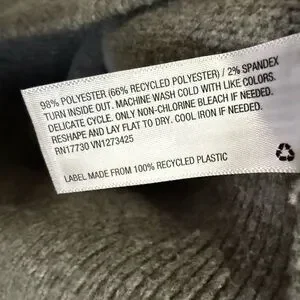 98% POLYESTER (66% RECYCLED POLYESTER) / 2% SPANDEX
TURN INSIDE OUT. MACHINE WASH COLD WITH LIKE COLORS.
DELICATE CYCLE. ONLY NON-CHLORINE BLEACH IF NEEDED.
RESHAPE AND LAY FLAT TO DRY. COOL IRON IF NEEDED.
RN17730 VN1273425
LABEL MADE FROM 100% RECYCLED PLASTIC